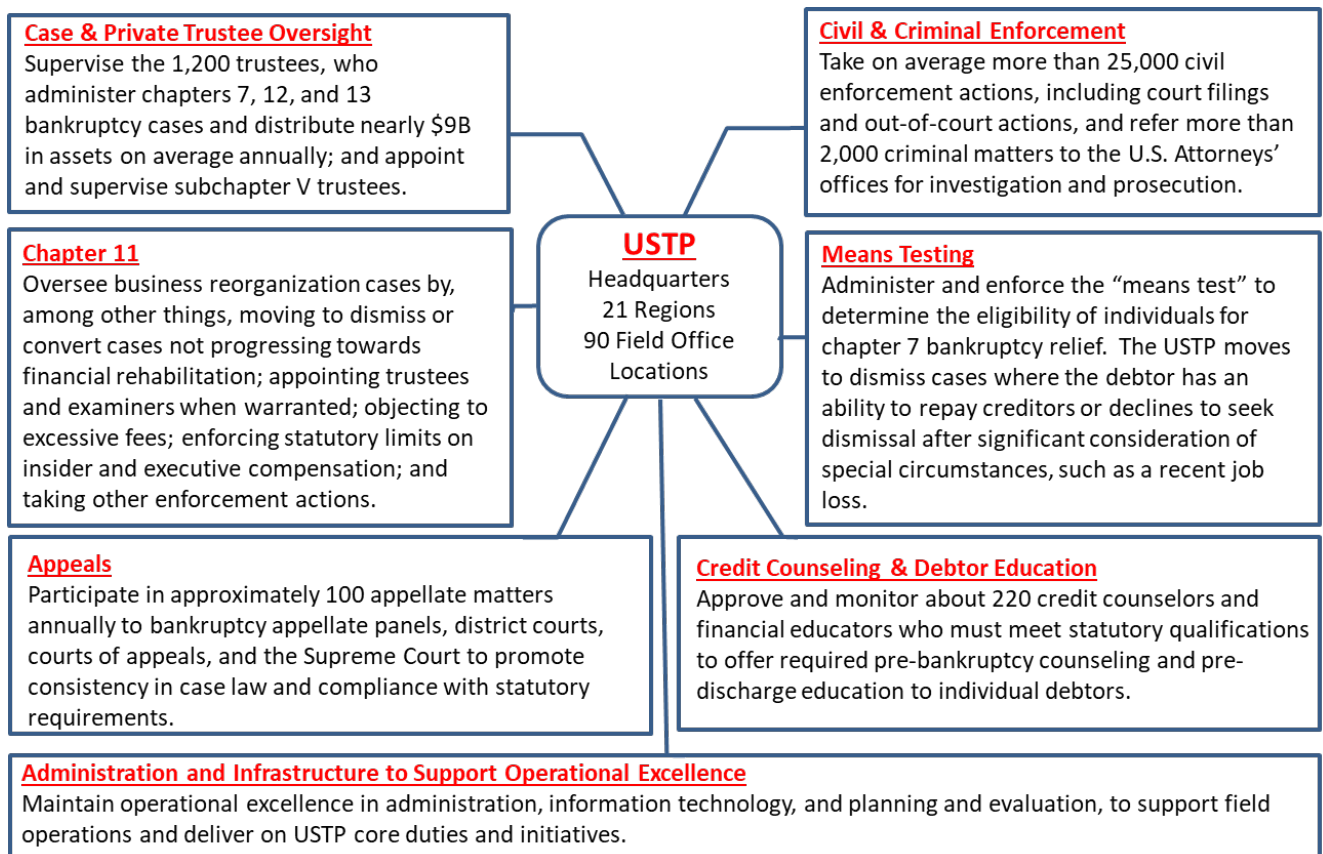 Case & Private Trustee Oversight
Supervise the 1,200 trustees, who
administer chapters 7, 12, and 13
bankruptcy cases and distribute nearly $9B
in assets on average annually; and appoint
and supervise subchapter V trustees.
Civil & Criminal Enforcement
Take on average more than 25,000 civil
enforcement actions, including court filings
and out-of-court actions, and refer more than
2,000 criminal matters to the U.S. Attorneys’
offices for investigation and prosecution.
USTP
Headquarters
21 Regions
90 Field Office
Locations
Chapter 11
Oversee business reorganization cases by,
among other things, moving to dismiss or
convert cases not progressing towards
financial rehabilitation; appointing trustees
and examiners when warranted; objecting to
excessive fees; enforcing statutory limits on
insider and executive compensation; and
taking other enforcement actions.
Means Testing
Administer and enforce the “means test” to
determine the eligibility of individuals for
chapter 7 bankruptcy relief.  The USTP moves
to dismiss cases where the debtor has an
ability to repay creditors or declines to seek
dismissal after significant consideration of
special circumstances, such as a recent job
loss.
Appeals
Participate in approximately 100 appellate matters
annually to bankruptcy appellate panels, district courts,
courts of appeals, and the Supreme Court to promote
consistency in case law and compliance with statutory
requirements.
Credit Counseling & Debtor Education
Approve and monitor about 220 credit counselors and
financial educators who must meet statutory qualifications
to offer required pre-bankruptcy counseling and pre-
discharge education to individual debtors.
Administration and Infrastructure to Support Operational Excellence
Maintain operational excellence in administration, information technology, and planning and evaluation, to support field
operations and deliver on USTP core duties and initiatives.